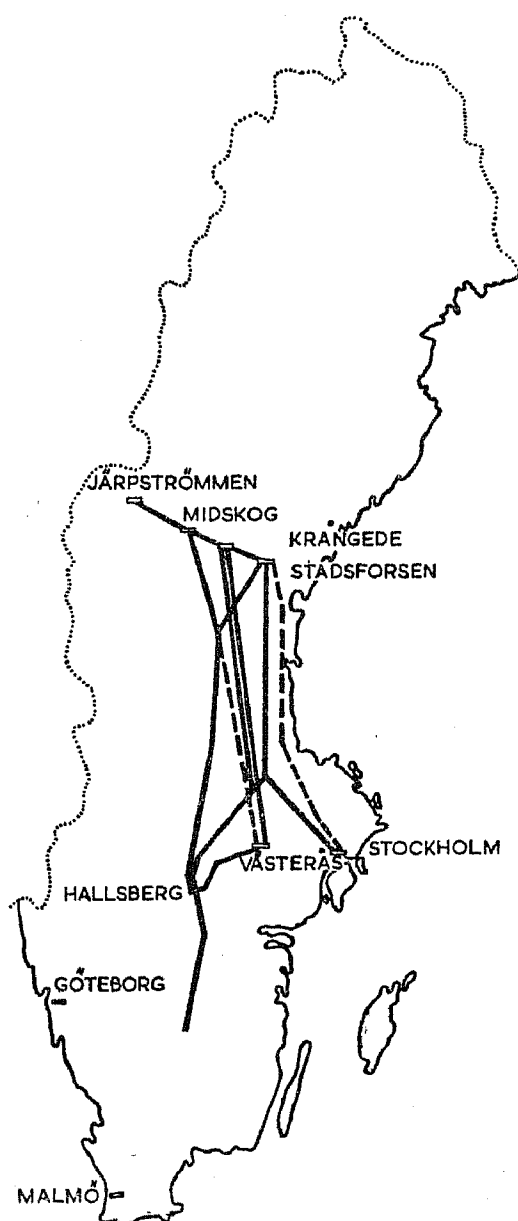 JÄRPSTRÖMMEN
MIDSKOG
KRÅNGEDE
STADSFORSEN
STOCKHOLM
VÄSTERÅS
HALLSBERG
GÖTEBORG
MALMÖ